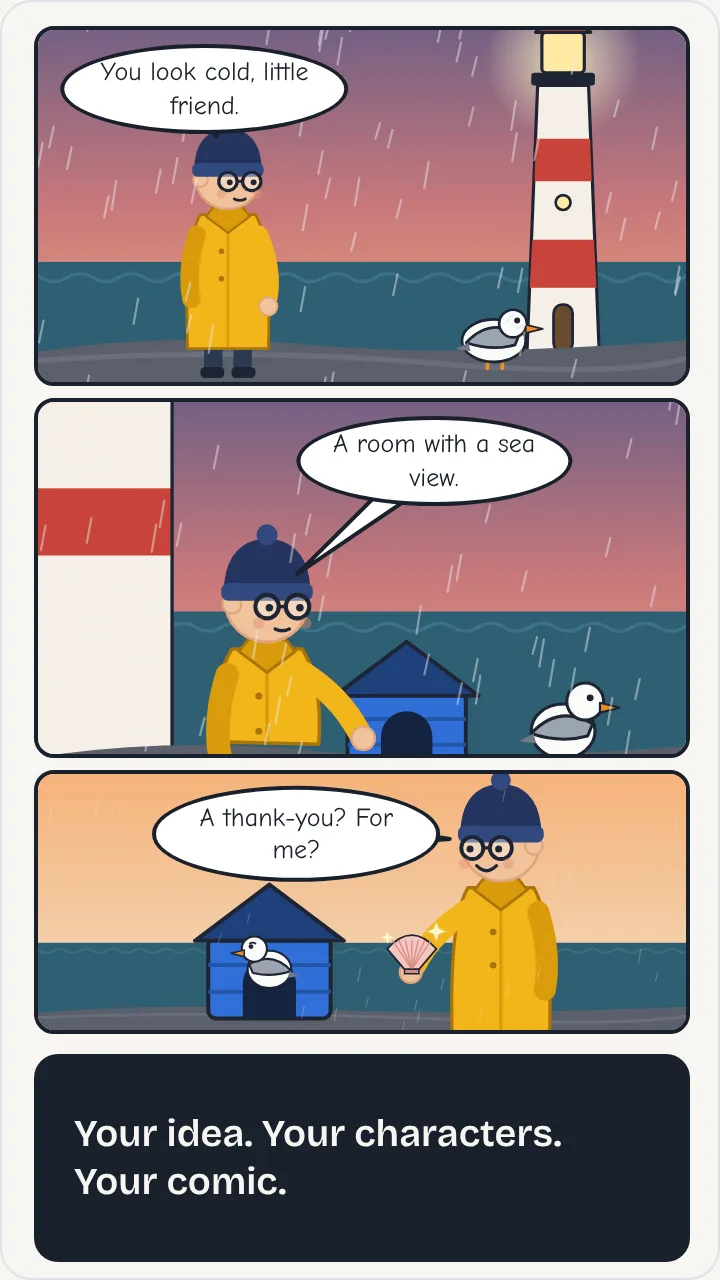 You look cold, little
friend.
A room with a sea
view.
A thank-you? For
me?
Your idea. Your characters.
Your comic.